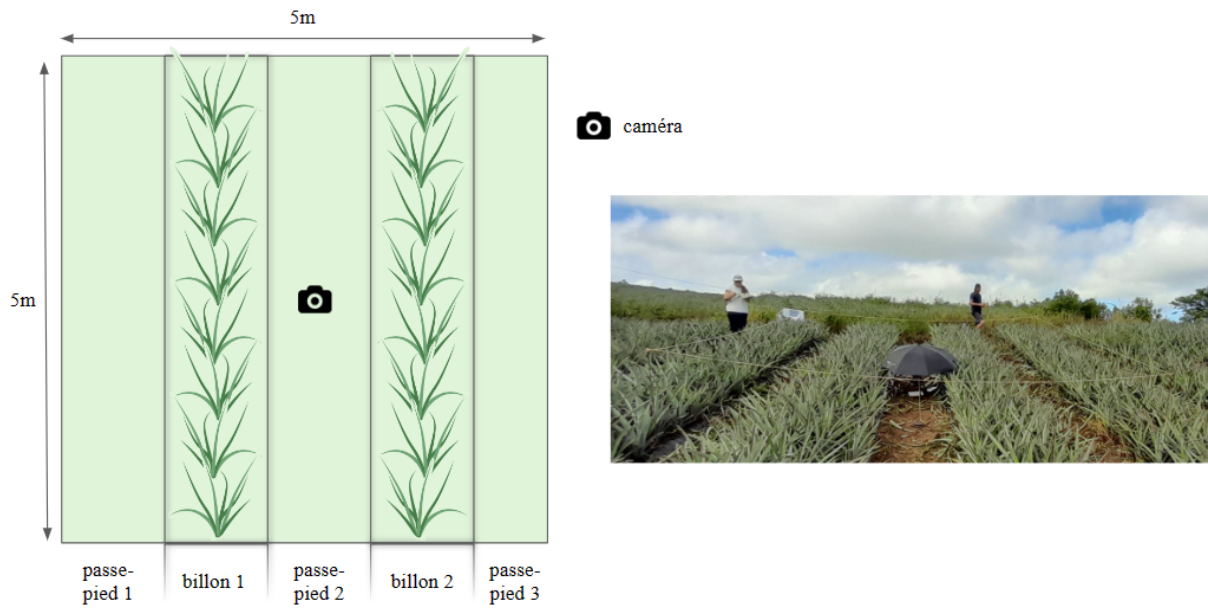 5m
caméra
5m
passe-
pied 1
billon 1
passe-
pied 2
billon 2
passe-
pied 3